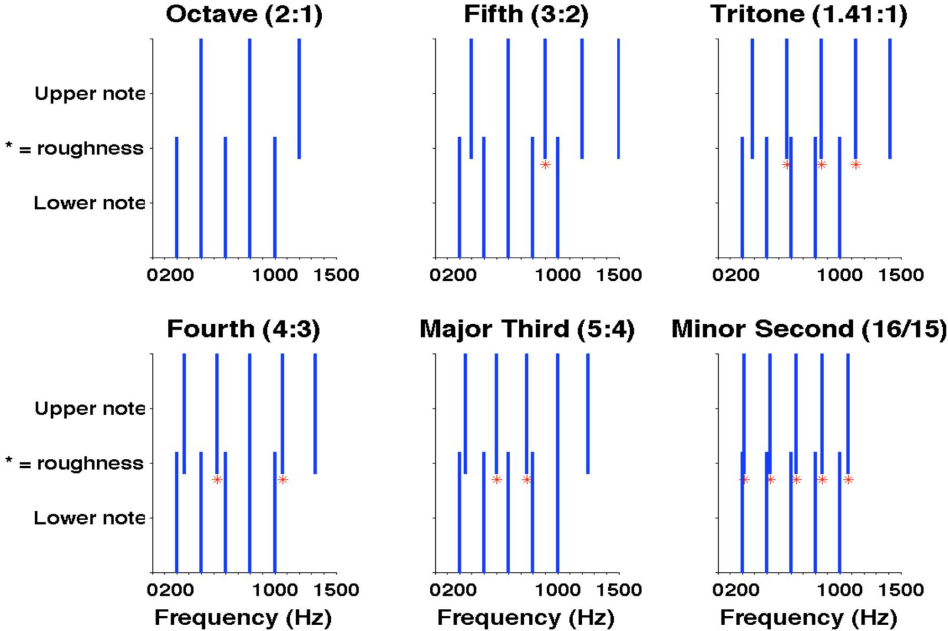 Octave (2:1) Fifth (3:2) Tritone (1.41:1)
Upper note
* = roughness
Lower note
0200 1000 1500 0200 1000 1500 0200 1000 1500
Fourth (4:3) Major Third (5:4) Minor Second (16/15)
Upper note
* = roughness
Lower note
0200 1000 1500 0200 1000 1500 0200 1000 1500
Frequency (Hz) Frequency (Hz) Frequency (Hz)